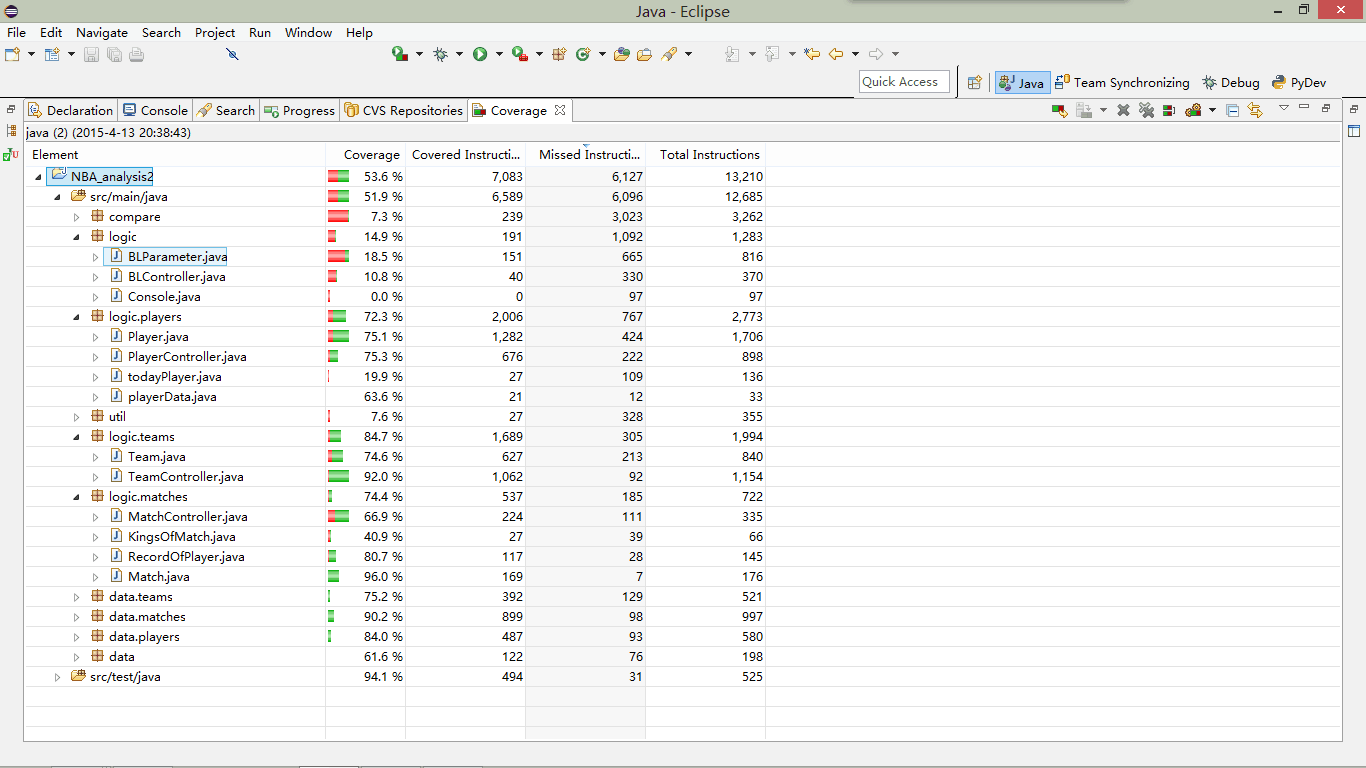 Java - Eclipse
File Edit Navigate Search Project Run Window Help
Quick Access Java Team Synchronizing Debug PyDev
Declaration Console Search Progress CVS Repositories Coverage
java (2) (2015-4-13 20:38:43)
Element Coverage Covered Instructi... Missed Instructi... Total Instructions
NBA_analysis2 53.6 % 7,083 6,127 13,210
src/main/java 51.9 % 6,589 6,096 12,685
compare 7.3 % 239 3,023 3,262
logic 14.9 % 191 1,092 1,283
BLParameter.java 18.5 % 151 665 816
BLController.java 10.8 % 40 330 370
Console.java 0.0 % 0 97 97
logic.players 72.3 % 2,006 767 2,773
Player.java 75.1 % 1,282 424 1,706
PlayerController.java 75.3 % 676 222 898
todayPlayer.java 19.9 % 27 109 136
playerData.java 63.6 % 21 12 33
util 7.6 % 27 328 355
logic.teams 84.7 % 1,689 305 1,994
Team.java 74.6 % 627 213 840
TeamController.java 92.0 % 1,062 92 1,154
logic.matches 74.4 % 537 185 722
MatchController.java 66.9 % 224 111 335
KingsOfMatch.java 40.9 % 27 39 66
RecordOfPlayer.java 80.7 % 117 28 145
Match.java 96.0 % 169 7 176
data.teams 75.2 % 392 129 521
data.matches 90.2 % 899 98 997
data.players 84.0 % 487 93 580
data 61.6 % 122 76 198
src/test/java 94.1 % 494 31 525